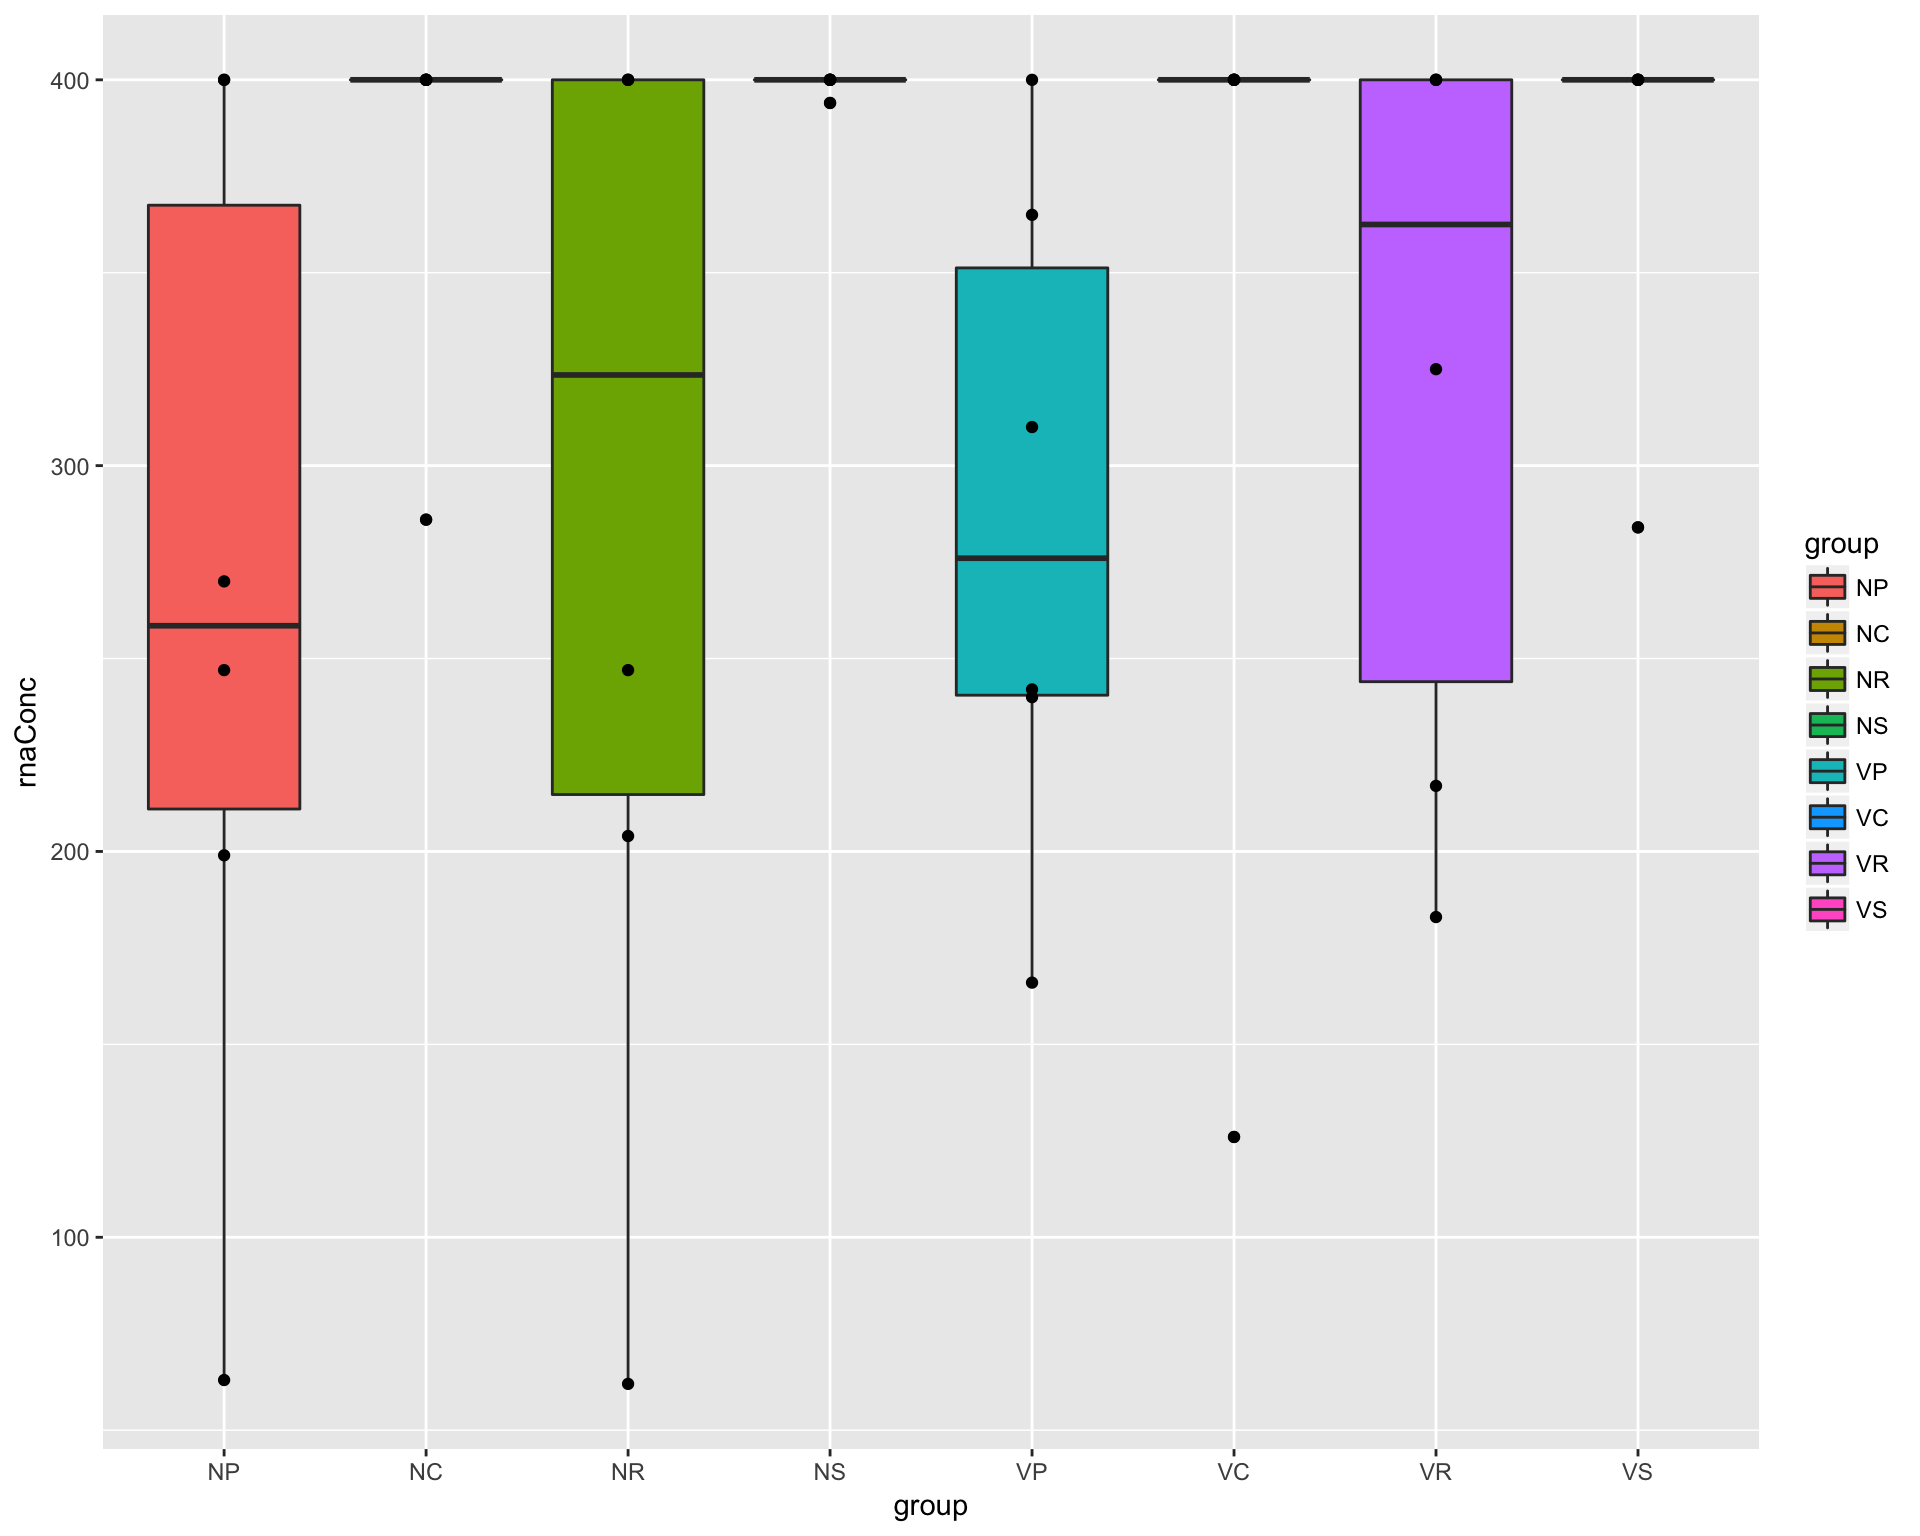 400
300
200
100
rnaConc
NP NC NR NS VP VC VR VS
group
group
NP
NC
NR
NS
VP
VC
VR
VS